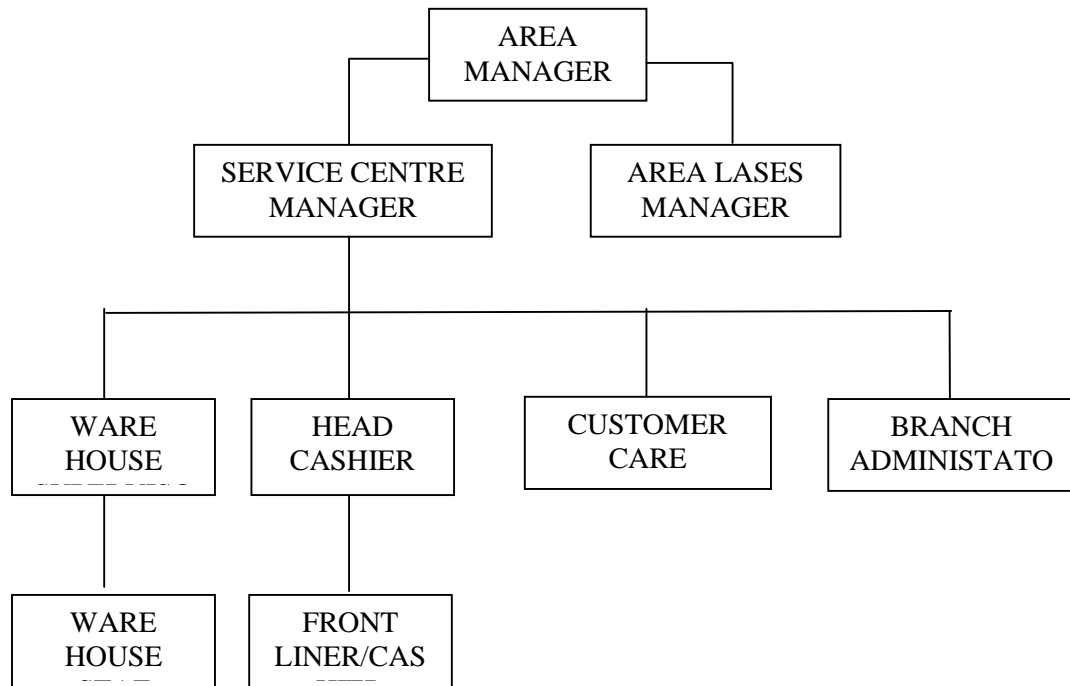 AREA
MANAGER
SERVICE CENTRE
MANAGER
AREA LASES
MANAGER
WARE
HOUSE
HEAD
CASHIER
CUSTOMER
CARE
BRANCH
ADMINISTATO
WARE
HOUSE
FRONT
LINER/CAS